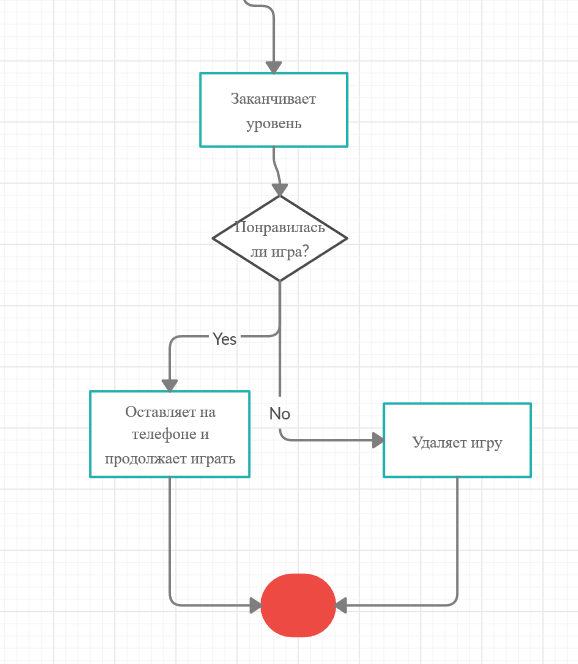 Заканчивает
уровень
Понравилась
ли игра?
Yes
Оставляет на
телефоне и
продолжает играть
No
Удаляет игру